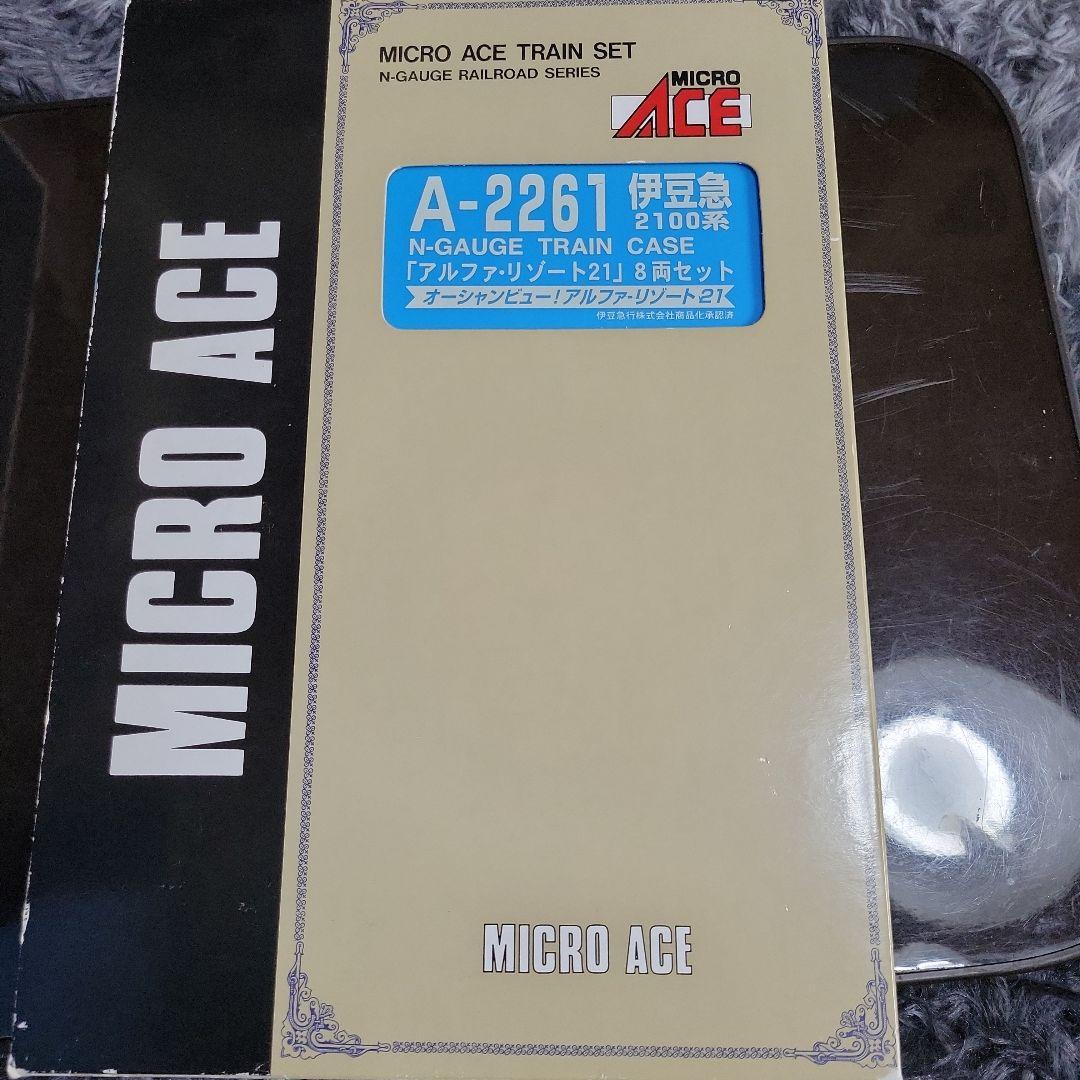 MICRO ACE TRAIN SET
N-GAUGE RAILROAD SERIES
MICRO
ACE
A-2261 伊豆急
2100系
N-GAUGE TRAIN CASE
「アルファ・リゾート21」8両セット
オーシャンビュー!アルファ・リゾート21
伊豆急行株式会社商品化承認済
MICRO ACE
MICRO ACE